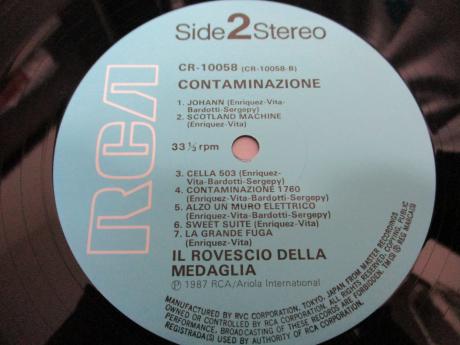 Side 2 Stereo
CR-10058 (CR-10058-B)
CONTAMINAZIONE
1. JOHANN (Enriquez-Vita-
Bardotti-Sergepy)
2. SCOTLAND MACHINE
(Enriquez-Vita)
33 ⅓ rpm
3. CELLA 503 (Enriquez-
Vita-Bardotti-Sergepy)
4. CONTAMINAZIONE 1760
(Enriquez-Vita-Bardotti-Sergepy)
5. ALZO UN MURO ELETTRICO
(Enriquez-Vita-Bardotti-Sergepy)
6. SWEET SUITE (Enriquez-Vita)
7. LA GRANDE FUGA
(Enriquez-Vita)
IL ROVESCIO DELLA
MEDAGLIA
Ⓟ 1987 RCA/Ariola International
MANUFACTURED BY RVC CORPORATION, TOKYO, JAPAN FROM MASTER RECORDINGS
OWNED OR CONTROLLED BY RCA CORPORATION. ALL RIGHTS RESERVED. COPYING, PUBLIC
PERFORMANCE, BROADCASTING OF THESE RECORDS ARE FORBIDDEN. TM(S) ® REG MARCA(S)
REGISTRADA(S) USED BY AUTHORITY OF RCA CORPORATION.
RCA